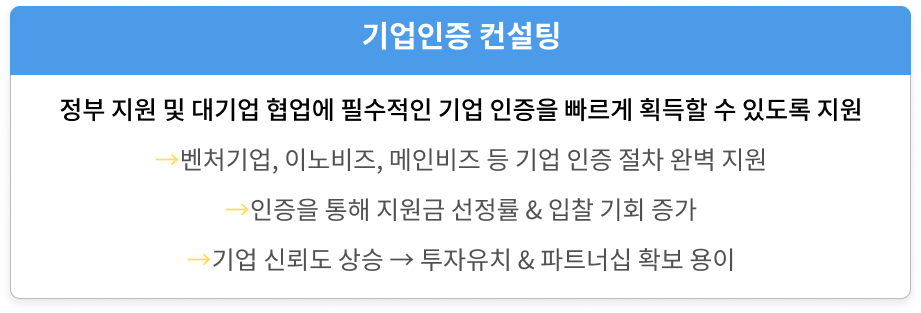 기업인증 컨설팅
정부 지원 및 대기업 협업에 필수적인 기업 인증을 빠르게 획득할 수 있도록 지원
→벤처기업, 이노비즈, 메인비즈 등 기업 인증 절차 완벽 지원
→인증을 통해 지원금 선정률 & 입찰 기회 증가
→기업 신뢰도 상승 → 투자유치 & 파트너십 확보 용이